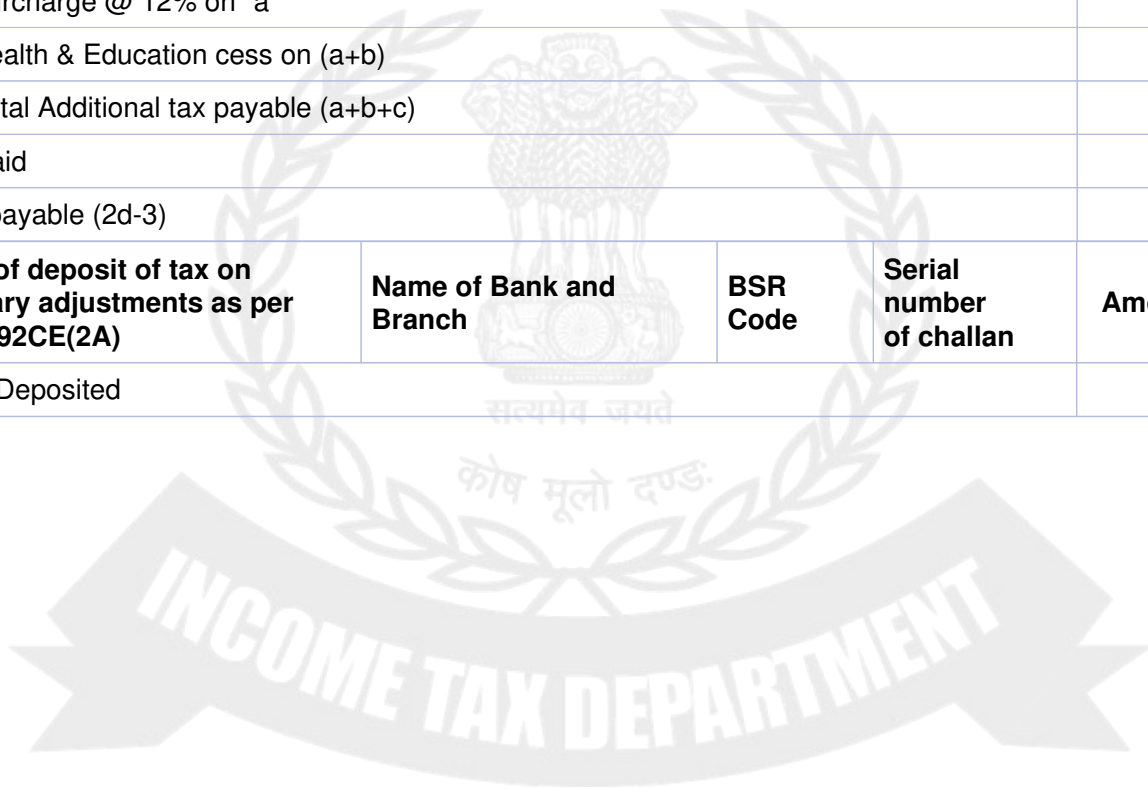 rcharge @ 12% on "a"
ealth & Education cess on (a+b)
tal Additional tax payable (a+b+c)
aid
payable (2d-3)
of deposit of tax on
ary adjustments as per
92CE(2A)
Name of Bank and
Branch
BSR
Code
Serial
number
of challan
Am
Deposited
सत्यमेव जयते
कोष मूलो दण्डः
INCOME TAX DEPARTMENT